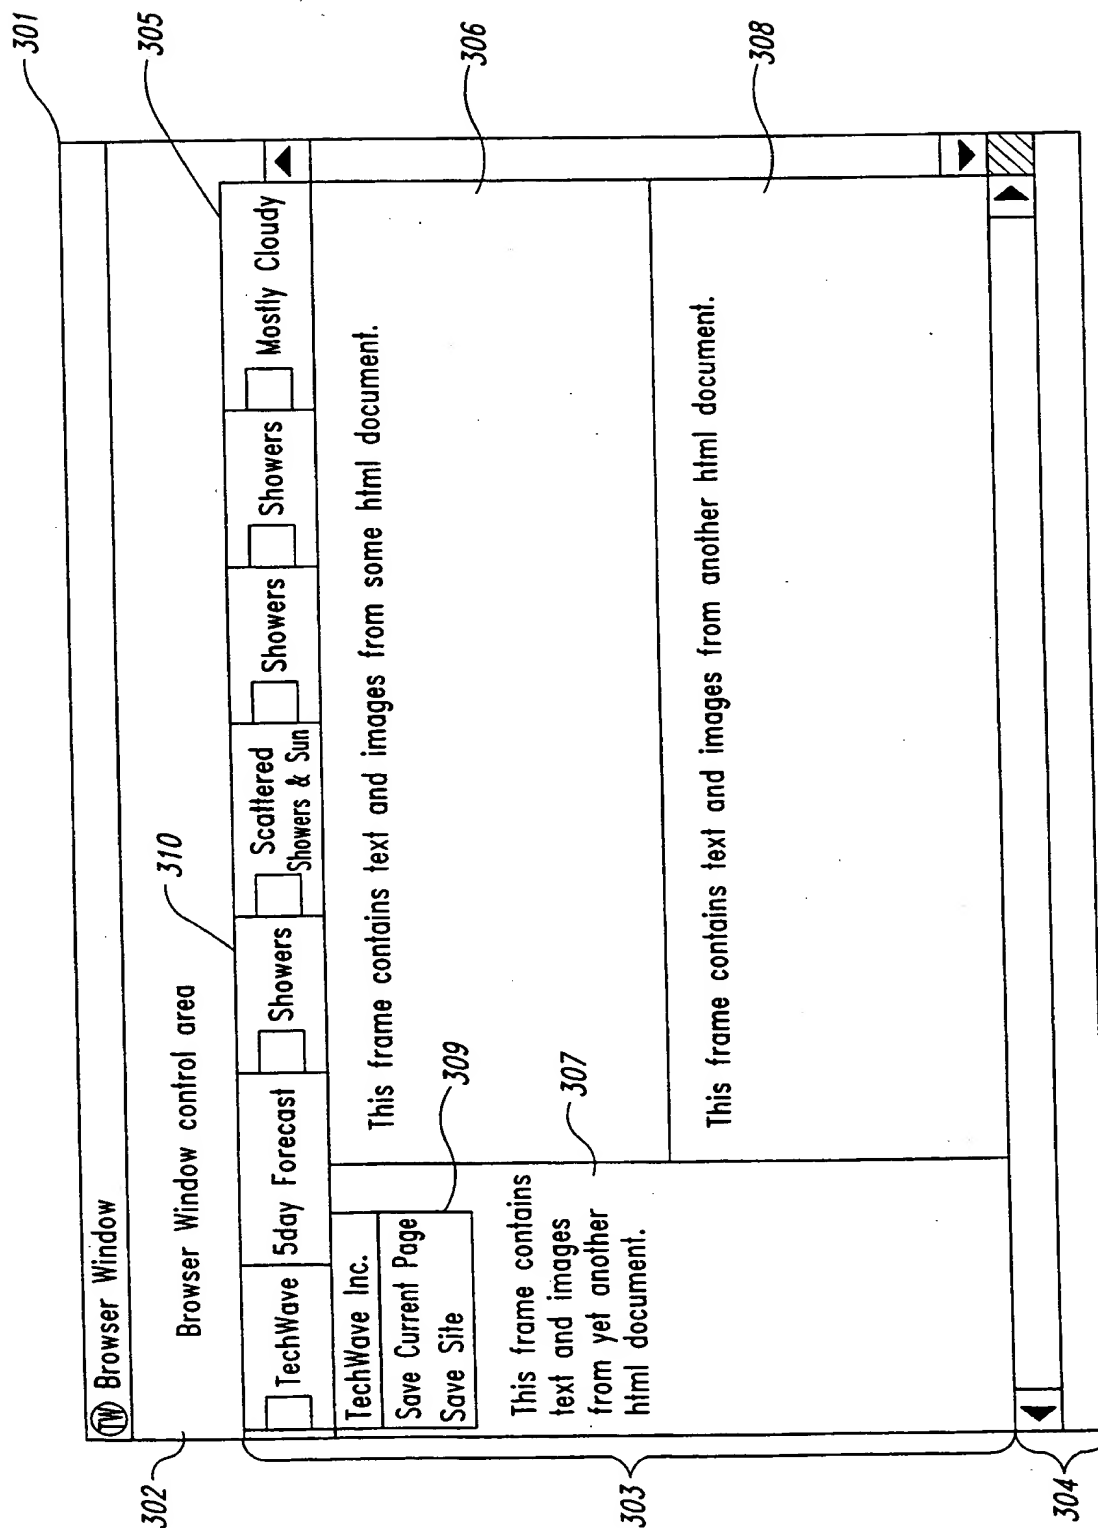 301
305
306
308
TW Browser Window
302
Browser Window control area
310
TechWave
5day Forecast
Showers
Scattered
Showers & Sun
Showers
Showers
Mostly Cloudy
TechWave Inc.
Save Current Page
Save Site
309
307
This frame contains
text and images
from yet another
html document.
This frame contains text and images from some html document.
This frame contains text and images from another html document.
303
304